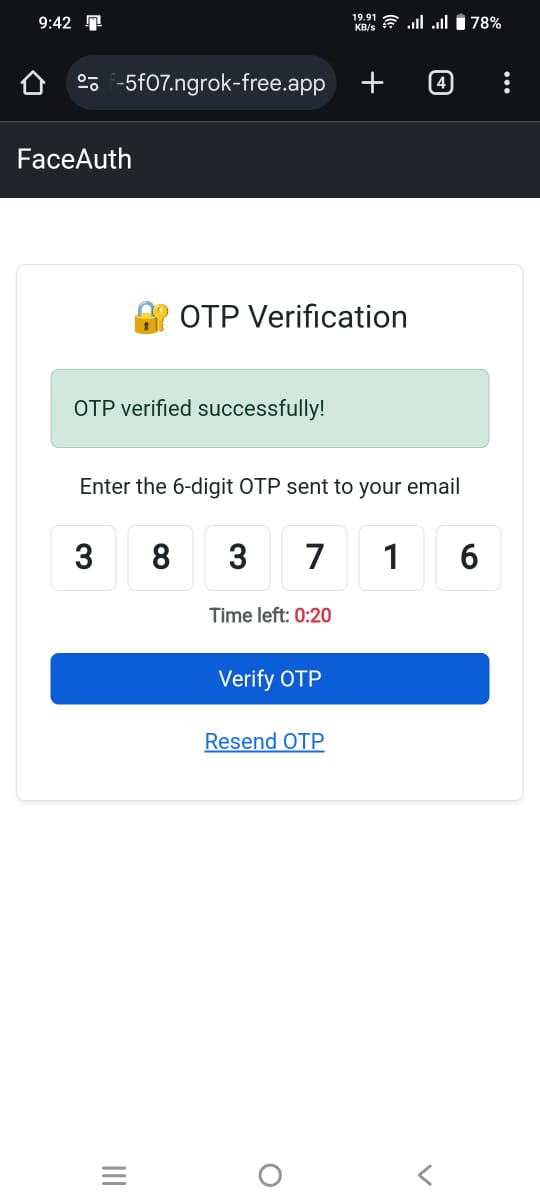 9:42 19.91 KB/s 78%
-5f07.ngrok-free.app 4
FaceAuth
OTP Verification
OTP verified successfully!
Enter the 6-digit OTP sent to your email
3 8 3 7 1 6
Time left: 0:20
Verify OTP
Resend OTP